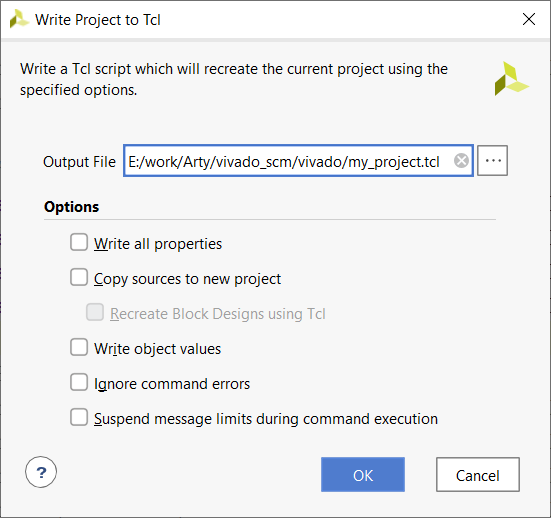 Write Project to Tcl
Write a Tcl script which will recreate the current project using the
specified options.
Output File E:/work/Arty/vivado_scm/vivado/my_project.tcl ...
Options
Write all properties
Copy sources to new project
Recreate Block Designs using Tcl
Write object values
Ignore command errors
Suspend message limits during command execution
? OK Cancel